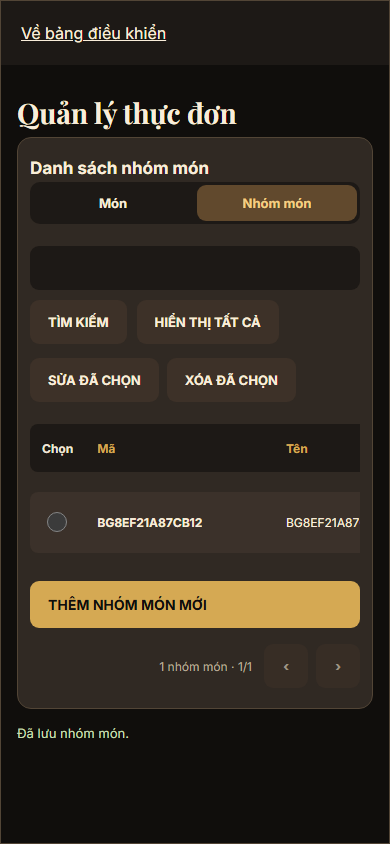 Về bảng điều khiển
Quản lý thực đơn
Danh sách nhóm món
Món Nhóm món
TÌM KIẾM HIỂN THỊ TẤT CẢ
SỬA ĐÃ CHỌN XÓA ĐÃ CHỌN
Chọn Mã Tên
BG8EF21A87CB12 BG8EF21A87
THÊM NHÓM MÓN MỚI
1 nhóm món · 1/1 ‹ ›
Đã lưu nhóm món.